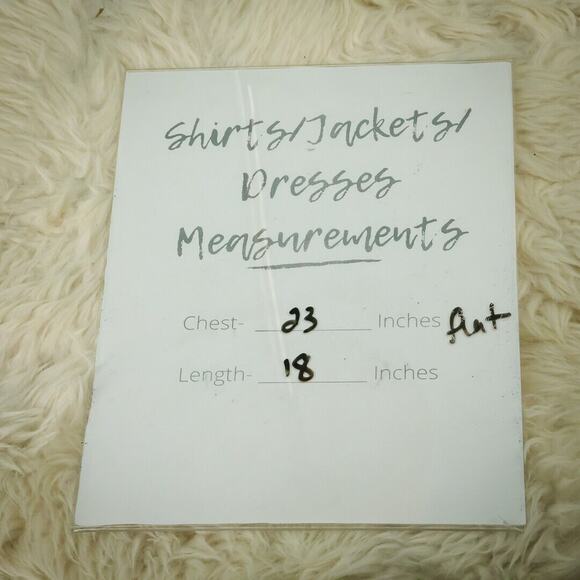 Shirts/Jackets/
Dresses
Measurements
Chest- 23 Inches flat
Length- 18 Inches